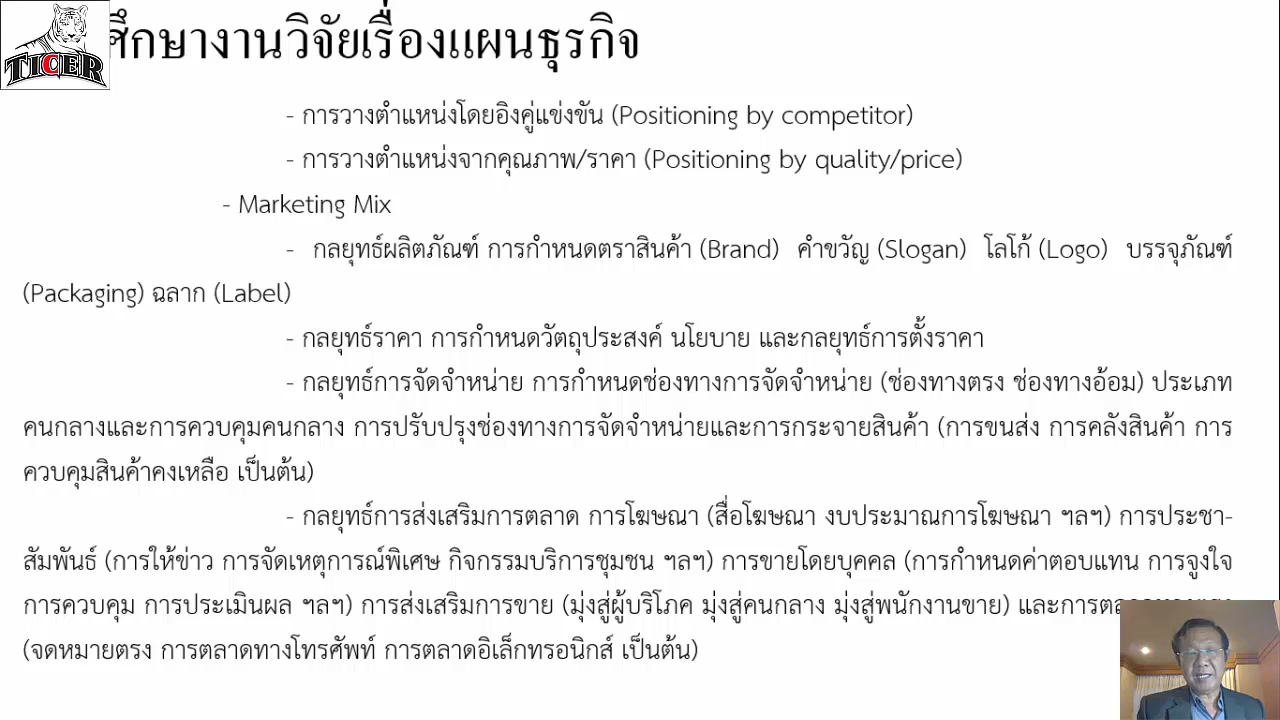 TICER
ศึกษางานวิจัยเรื่องแผนธุรกิจ
- การวางตำแหน่งโดยอิงคู่แข่งขัน (Positioning by competitor)
- การวางตำแหน่งจากคุณภาพ/ราคา (Positioning by quality/price)
- Marketing Mix
- กลยุทธ์ผลิตภัณฑ์ การกำหนดตราสินค้า (Brand) คำขวัญ (Slogan) โลโก้ (Logo) บรรจุภัณฑ์
(Packaging) ฉลาก (Label)
- กลยุทธ์ราคา การกำหนดวัตถุประสงค์ นโยบาย และกลยุทธ์การตั้งราคา
- กลยุทธ์การจัดจำหน่าย การกำหนดช่องทางการจัดจำหน่าย (ช่องทางตรง ช่องทางอ้อม) ประเภท
คนกลางและการควบคุมคนกลาง การปรับปรุงช่องทางการจัดจำหน่ายและการกระจายสินค้า (การขนส่ง การคลังสินค้า การ
ควบคุมสินค้าคงเหลือ เป็นต้น)
- กลยุทธ์การส่งเสริมการตลาด การโฆษณา (สื่อโฆษณา งบประมาณการโฆษณา ฯลฯ) การประชา-
สัมพันธ์ (การให้ข่าว การจัดเหตุการณ์พิเศษ กิจกรรมบริการชุมชน ฯลฯ) การขายโดยบุคคล (การกำหนดค่าตอบแทน การจูงใจ
การควบคุม การประเมินผล ฯลฯ) การส่งเสริมการขาย (มุ่งสู่ผู้บริโภค มุ่งสู่คนกลาง มุ่งสู่พนักงานขาย) และ
(จดหมายตรง การตลาดทางโทรศัพท์ การตลาดอิเล็กทรอนิกส์ เป็นต้น)